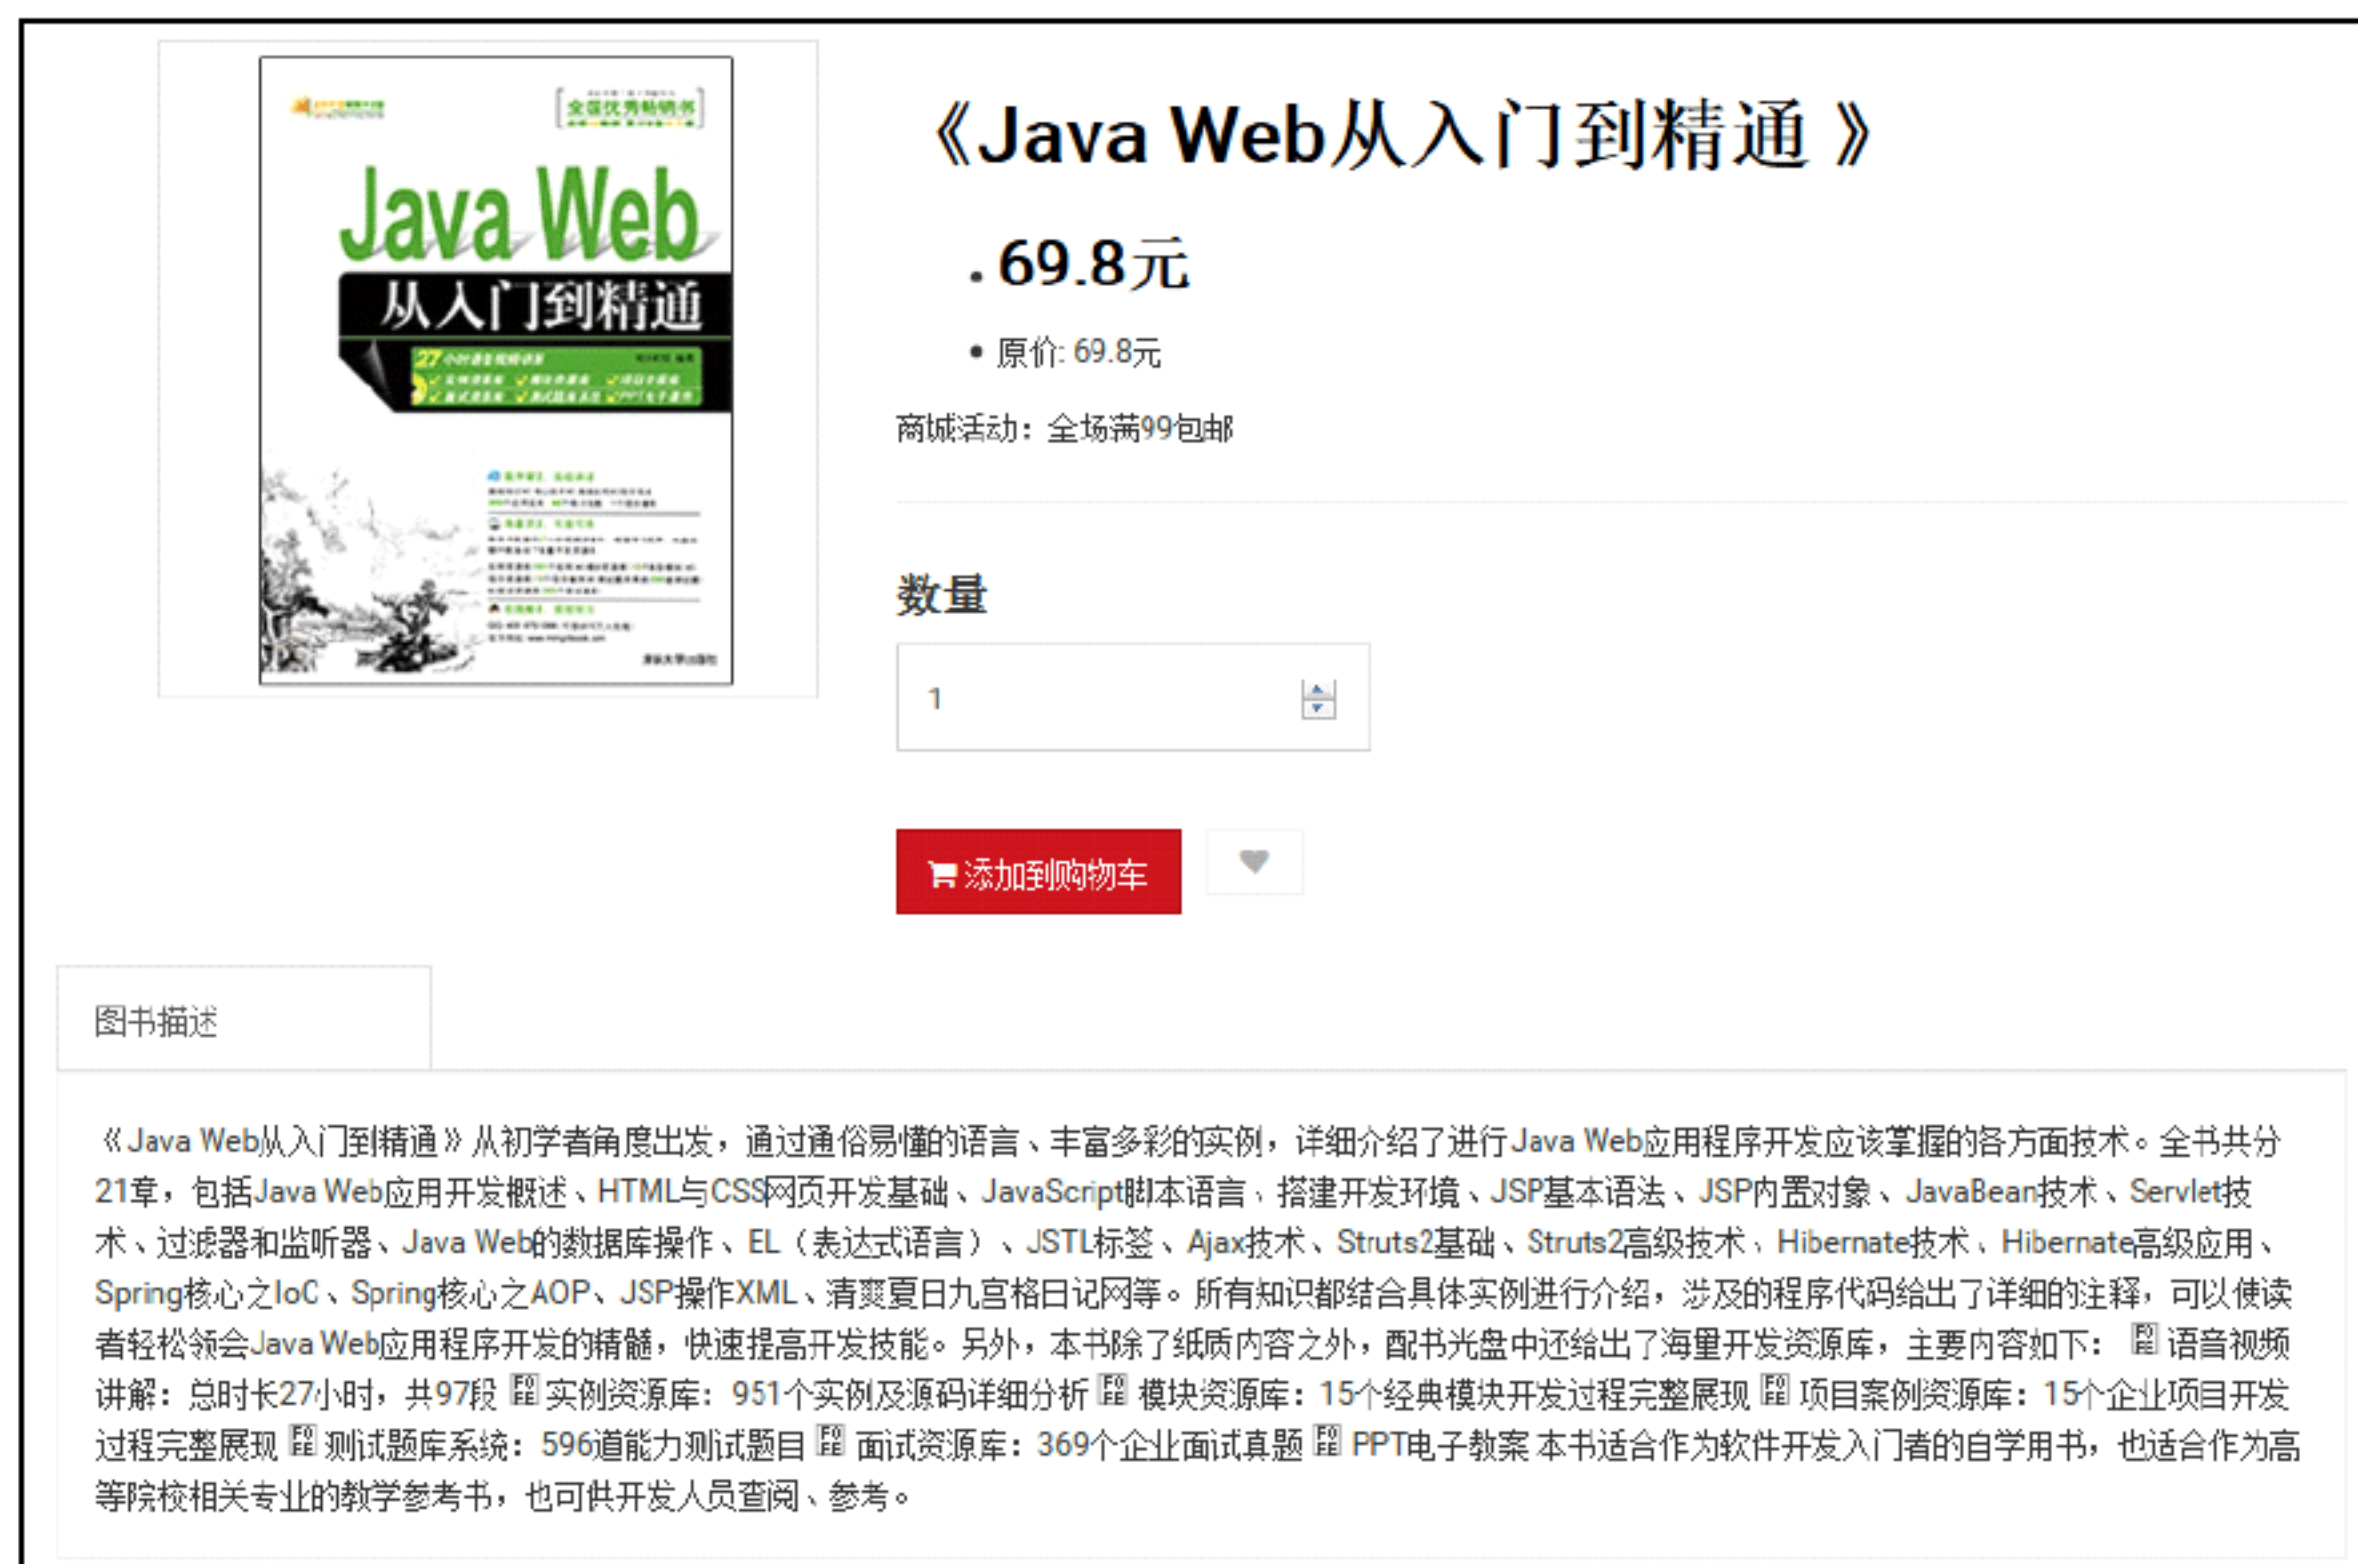 全国优秀畅销书
Java Web
从入门到精通
《Java Web从入门到精通 》
69.8元
原价: 69.8元
商城活动：全场满99包邮
数量
1
添加到购物车
图书描述
《Java Web从入门到精通》从初学者角度出发，通过通俗易懂的语言、丰富多彩的实例，详细介绍了进行Java Web应用程序开发应该掌握的各方面技术。全书共分
21章，包括Java Web应用开发概述、HTML与CSS网页开发基础、JavaScript脚本语言、搭建开发环境、JSP基本语法、JSP内置对象、JavaBean技术、Servlet技
术、过滤器和监听器、Java Web的数据库操作、EL（表达式语言）、JSTL标签、Ajax技术、Struts2基础、Struts2高级技术、Hibernate技术、Hibernate高级应用、
Spring核心之IoC、Spring核心之AOP、JSP操作XML、清爽夏日九宫格日记网等。所有知识都结合具体实例进行介绍，涉及的程序代码给出了详细的注释，可以使读
者轻松领会Java Web应用程序开发的精髓，快速提高开发技能。另外，本书除了纸质内容之外，配书光盘中还给出了海量开发资源库，主要内容如下： 语音视频
讲解：总时长27小时，共97段 实例资源库：951个实例及源码详细分析 模块资源库：15个经典模块开发过程完整展现 项目案例资源库：15个企业项目开发
过程完整展现 测试题库系统：596道能力测试题目 面试资源库：369个企业面试真题 PPT电子教案 本书适合作为软件开发入门者的自学用书，也适合作为高
等院校相关专业的教学参考书，也可供开发人员查阅、参考。